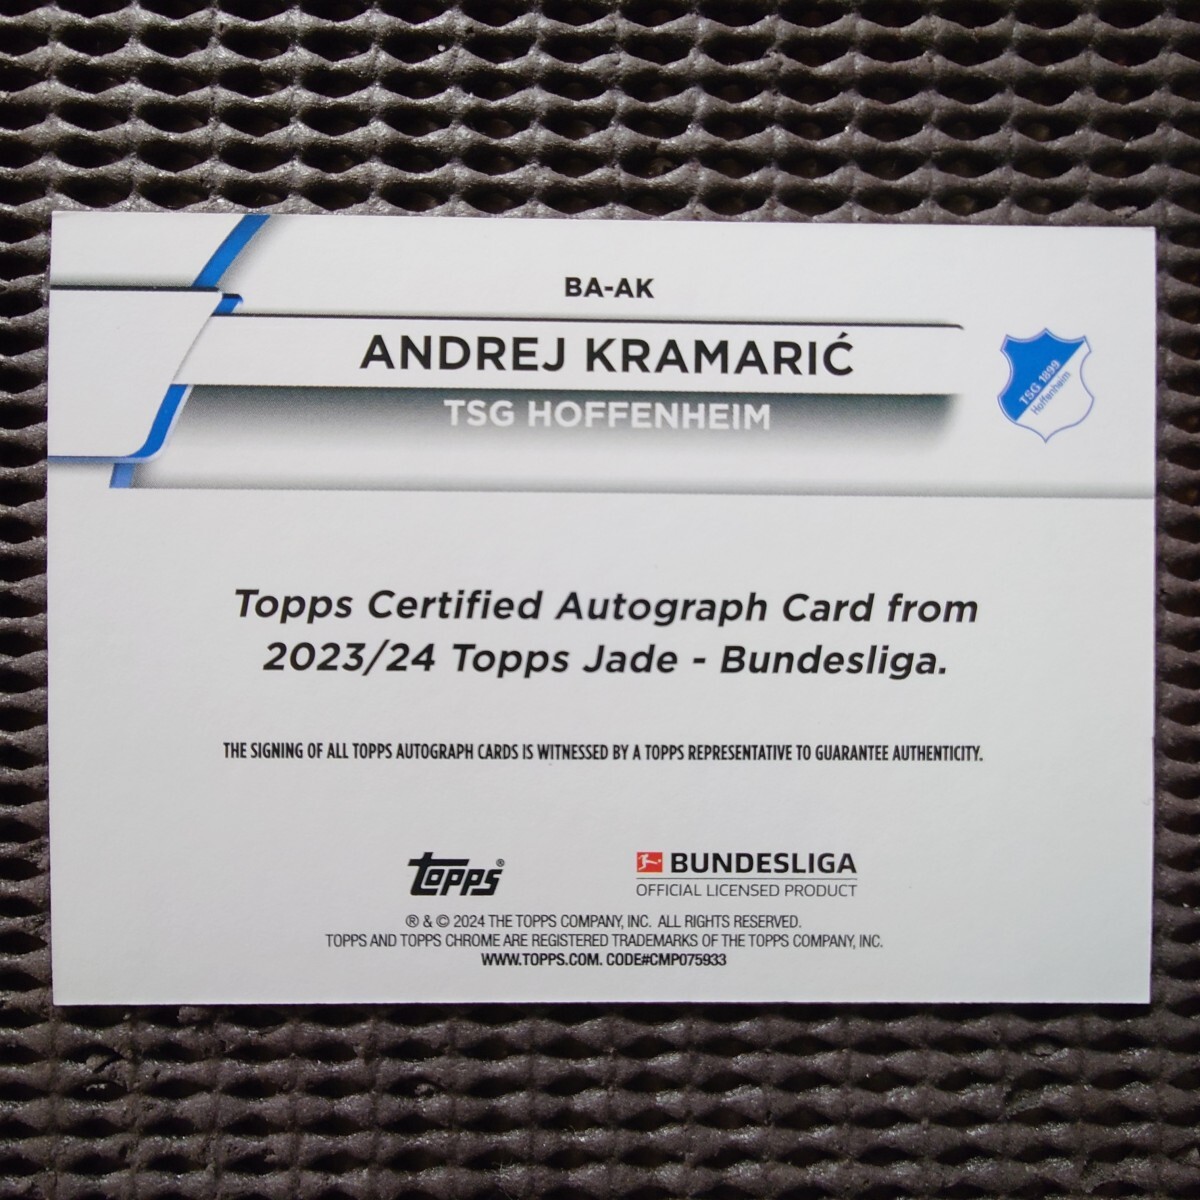 BA-AK
ANDREJ KRAMARIĆ
TSG HOFFENHEIM
TSG 1899
Hoffenheim
Topps Certified Autograph Card from
2023/24 Topps Jade - Bundesliga.
THE SIGNING OF ALL TOPPS AUTOGRAPH CARDS IS WITNESSED BY A TOPPS REPRESENTATIVE TO GUARANTEE AUTHENTICITY.
Topps®
BUNDESLIGA
OFFICIAL LICENSED PRODUCT
® & © 2024 THE TOPPS COMPANY, INC. ALL RIGHTS RESERVED.
TOPPS AND TOPPS CHROME ARE REGISTERED TRADEMARKS OF THE TOPPS COMPANY, INC.
WWW.TOPPS.COM. CODE#CMP075933